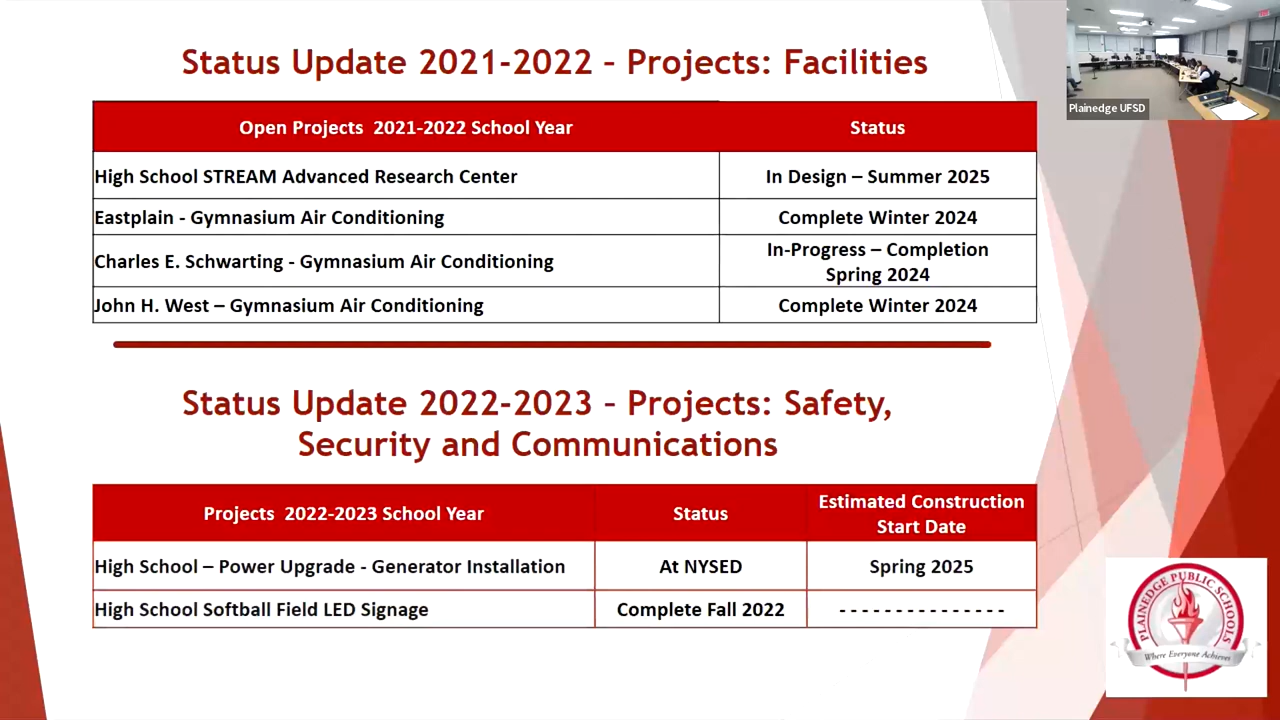 Status Update 2021-2022 – Projects: Facilities
Plainedge UFSD
Open Projects 2021-2022 School Year Status
High School STREAM Advanced Research Center In Design – Summer 2025
Eastplain - Gymnasium Air Conditioning Complete Winter 2024
Charles E. Schwarting - Gymnasium Air Conditioning In-Progress – Completion
Spring 2024
John H. West – Gymnasium Air Conditioning Complete Winter 2024
Status Update 2022-2023 – Projects: Safety,
Security and Communications
Projects 2022-2023 School Year Status Estimated Construction
Start Date
High School – Power Upgrade - Generator Installation At NYSED Spring 2025
High School Softball Field LED Signage Complete Fall 2022 - - - - - - - - - - - - - - -
PLAINEDGE PUBLIC SCHOOLS
Where Everyone Achieves